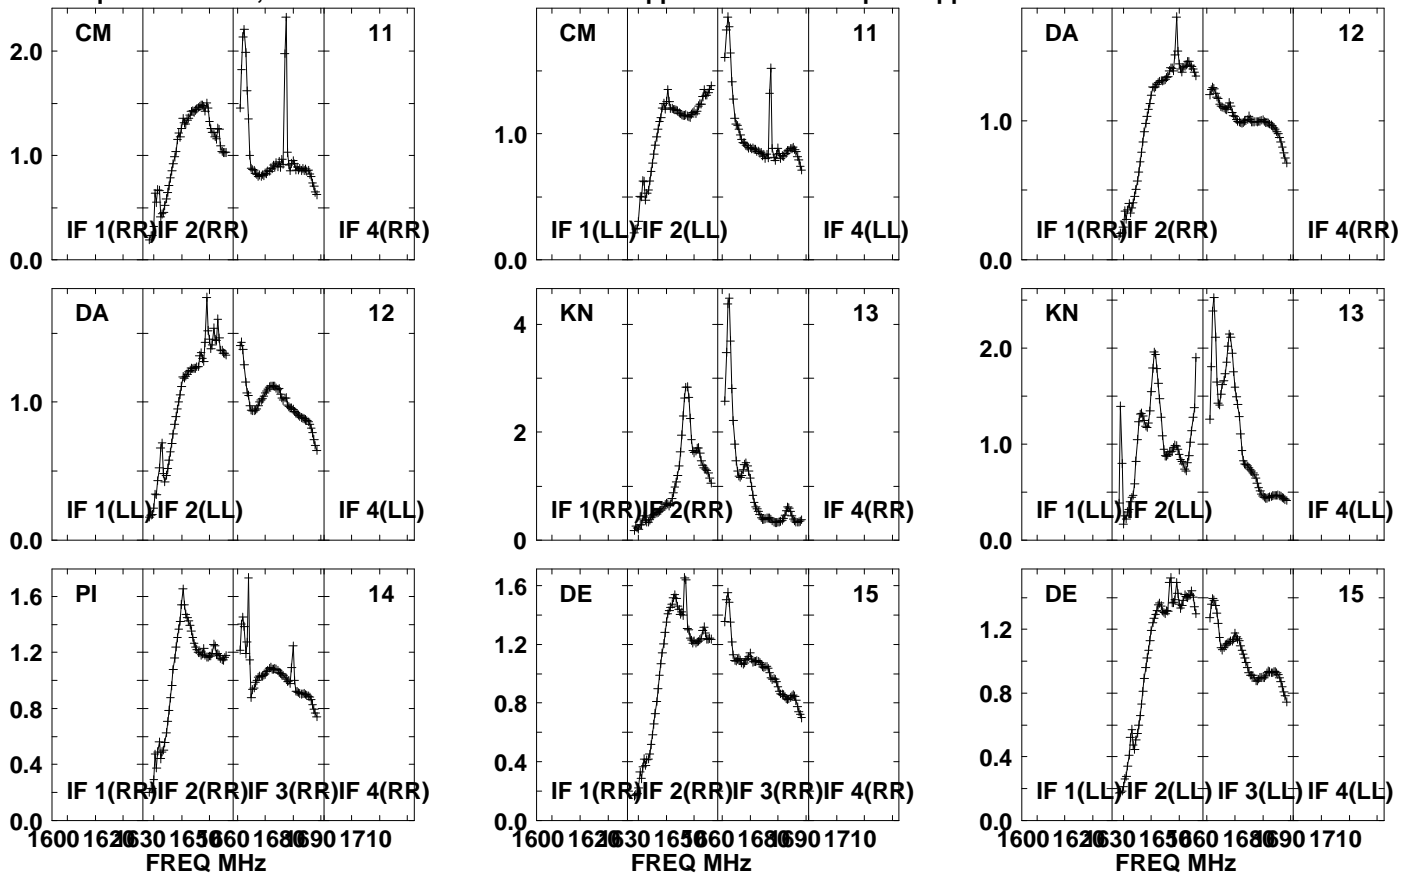 CM 11 CM 11 DA 12
2.0
1.5
1.0
0.5
0.0
IF 1(RR) IF 2(RR) IF 4(RR)
1.0
0.0
IF 1(LL) IF 2(LL) IF 4(LL)
1.0
0.0
IF 1(RR) IF 2(RR) IF 4(RR)
DA 12 KN 13 KN 13
1.0
0.0
IF 1(LL) IF 2(LL) IF 4(LL)
4
2
0
IF 1(RR) IF 2(RR) IF 4(RR)
2.0
1.0
0.0
IF 1(LL) IF 2(LL) IF 4(LL)
PI 14 DE 15 DE 15
1.6
1.2
0.8
0.4
0.0
IF 1(RR) IF 2(RR) IF 3(RR) IF 4(RR)
1.6
1.2
0.8
0.4
0.0
IF 1(RR) IF 2(RR) IF 3(RR) IF 4(RR)
1.2
0.8
0.4
0.0
IF 1(LL) IF 2(LL) IF 3(LL) IF 4(LL)
1600 1620 1630 1650 1660 1680 1690 1710
FREQ MHz
1600 1620 1630 1650 1660 1680 1690 1710
FREQ MHz
1600 1620 1630 1650 1660 1680 1690 1710
FREQ MHz